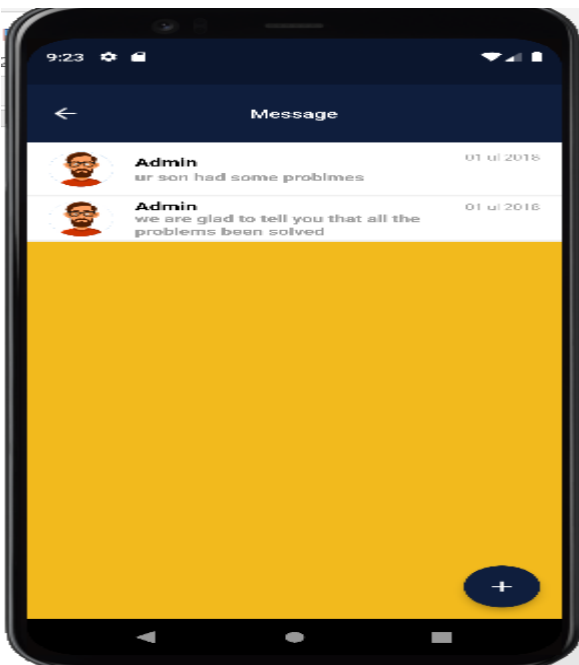 9:23
Message
Admin
01 ul 2018
ur son had some problmes
Admin
01 ul 2018
we are glad to tell you that all the
problems been solved